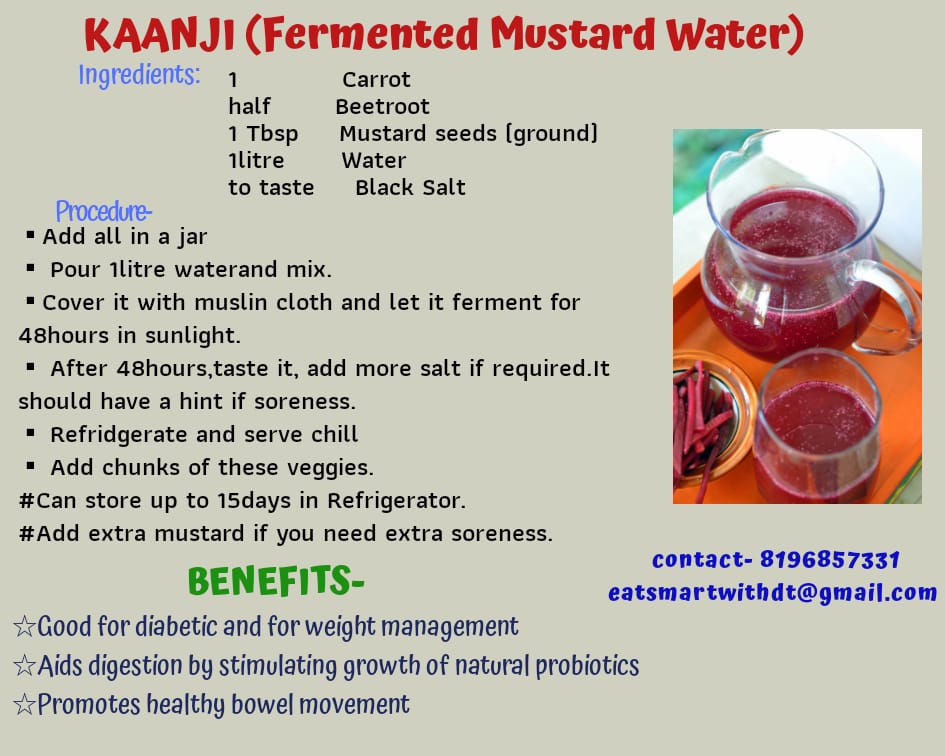 KAANJI (Fermented Mustard Water)
Ingredients:
1 Carrot
half Beetroot
1 Tbsp Mustard seeds (ground)
1litre Water
to taste Black Salt
Procedure-
▪ Add all in a jar
▪ Pour 1litre waterand mix.
▪ Cover it with muslin cloth and let it ferment for
48hours in sunlight.
▪ After 48hours,taste it, add more salt if required.It
should have a hint if soreness.
▪ Refridgerate and serve chill
▪ Add chunks of these veggies.
#Can store up to 15days in Refrigerator.
#Add extra mustard if you need extra soreness.
contact- 8196857331
eatsmartwithdt@gmail.com
BENEFITS-
☆Good for diabetic and for weight management
☆Aids digestion by stimulating growth of natural probiotics
☆Promotes healthy bowel movement